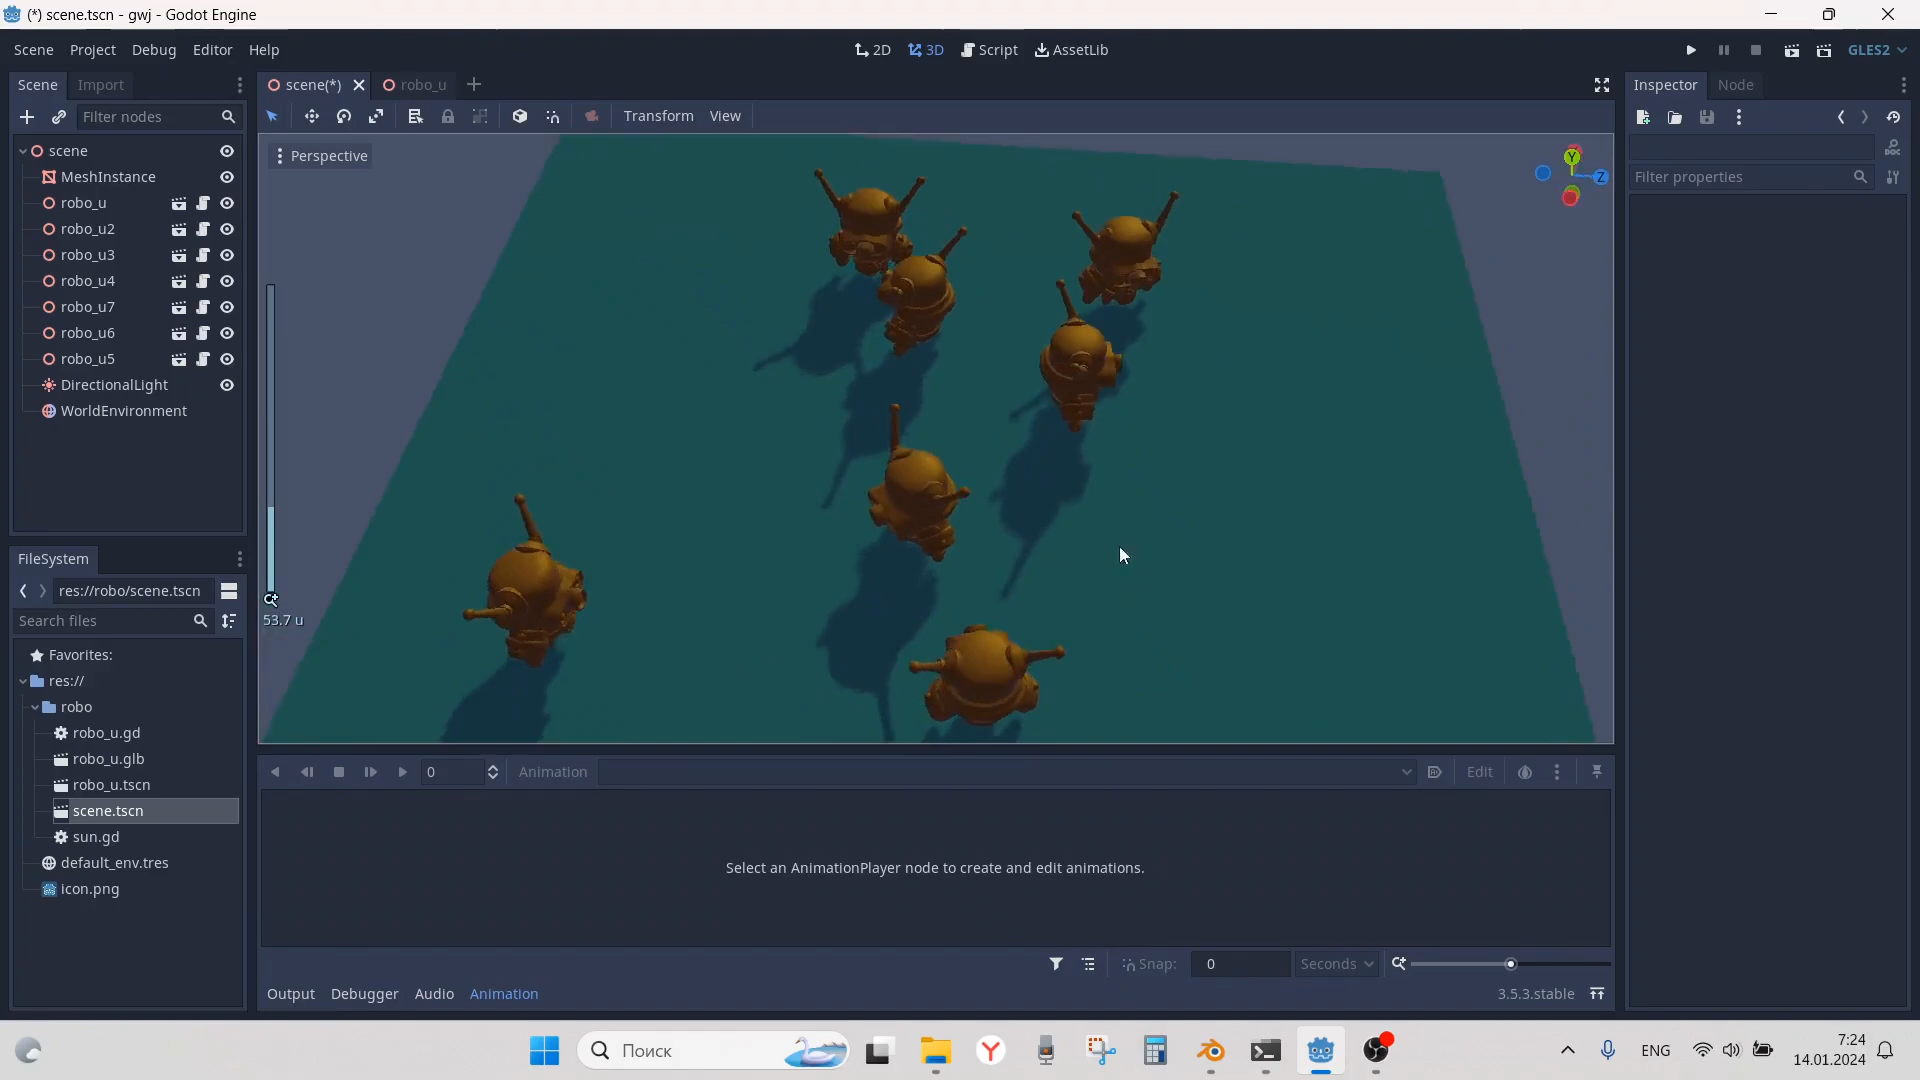 (*) scene.tscn - gwj - Godot Engine
Scene Project Debug Editor Help
2D 3D Script AssetLib
GLES2
Scene Import
scene(*) robo_u
Inspector Node
Filter nodes
Transform View
scene
MeshInstance
robo_u
robo_u2
robo_u3
robo_u4
robo_u7
robo_u6
robo_u5
DirectionalLight
WorldEnvironment
Perspective
Y
Z
53.7 u
Filter properties
DOC
FileSystem
res://robo/scene.tscn
Search files
Favorites:
res://
robo
robo_u.gd
robo_u.glb
robo_u.tscn
scene.tscn
sun.gd
default_env.tres
icon.png
0 Animation Edit
Select an AnimationPlayer node to create and edit animations.
Snap: 0 Seconds
Output Debugger Audio Animation
3.5.3.stable
Поиск
ENG
7:24
14.01.2024